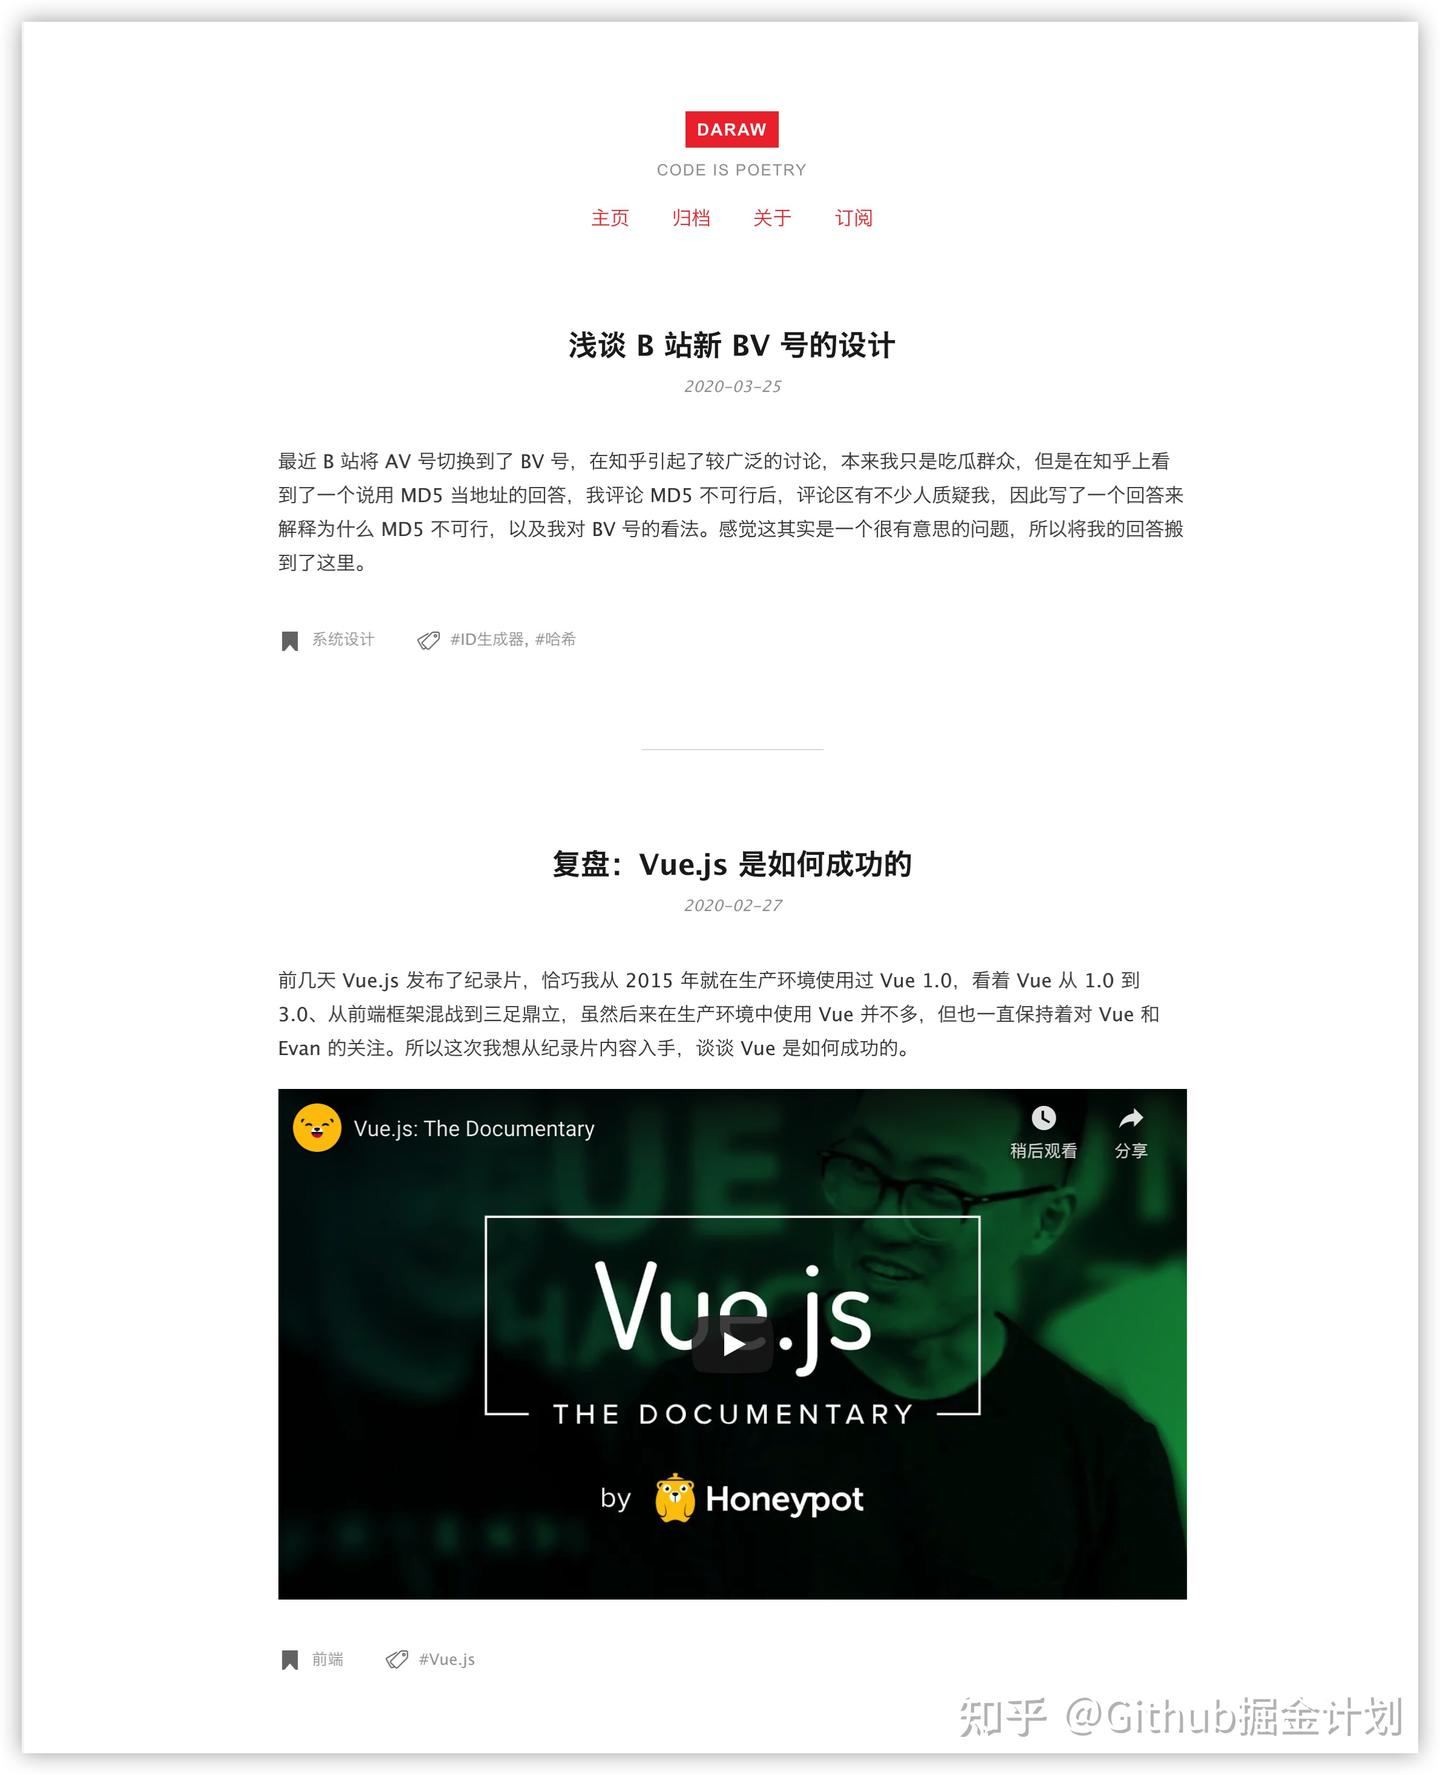 DARAW
CODE IS POETRY
主页 归档 关于 订阅
浅谈 B 站新 BV 号的设计
2020-03-25
最近 B 站将 AV 号切换到了 BV 号，在知乎引起了较广泛的讨论，本来我只是吃瓜群众，但是在知乎上看
到了一个说用 MD5 当地址的回答，我评论 MD5 不可行后，评论区有不少人质疑我，因此写了一个回答来
解释为什么 MD5 不可行，以及我对 BV 号的看法。感觉这其实是一个很有意思的问题，所以将我的回答搬
到了这里。
系统设计 #ID生成器, #哈希
复盘：Vue.js 是如何成功的
2020-02-27
前几天 Vue.js 发布了纪录片，恰巧我从 2015 年就在生产环境使用过 Vue 1.0，看着 Vue 从 1.0 到
3.0、从前端框架混战到三足鼎立，虽然后来在生产环境中使用 Vue 并不多，但也一直保持着对 Vue 和
Evan 的关注。所以这次我想从纪录片内容入手，谈谈 Vue 是如何成功的。
Vue.js: The Documentary
稍后观看 分享
Vue.js
THE DOCUMENTARY
by Honeypot
前端 #Vue.js
知乎 @Github掘金计划